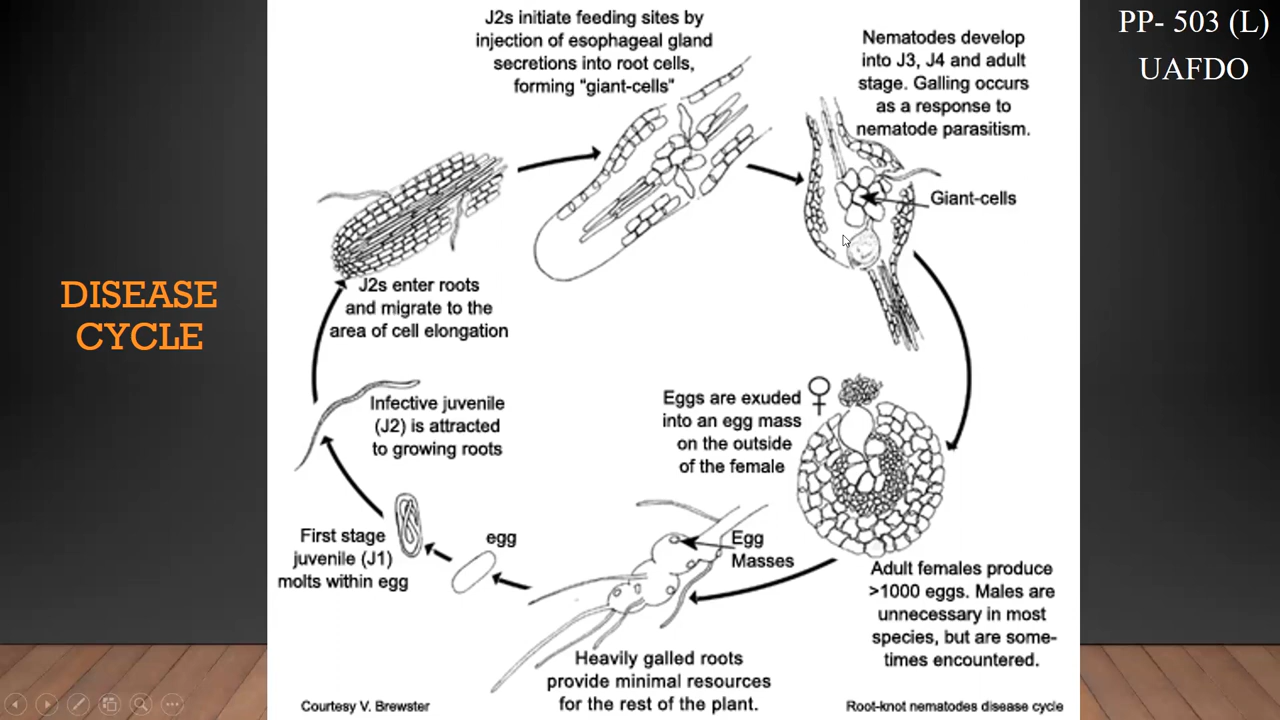 PP- 503 (L)
UAFDO
DISEASE
CYCLE
J2s initiate feeding sites by
injection of esophageal gland
secretions into root cells,
forming "giant-cells"
Nematodes develop
into J3, J4 and adult
stage. Galling occurs
as a response to
nematode parasitism.
Giant-cells
J2s enter roots
and migrate to the
area of cell elongation
Infective juvenile
(J2) is attracted
to growing roots
Eggs are exuded
into an egg mass
on the outside
of the female
First stage
juvenile (J1)
molts within egg
egg
Egg
Masses
Adult females produce
>1000 eggs. Males are
unnecessary in most
species, but are some-
times encountered.
Heavily galled roots
provide minimal resources
for the rest of the plant.
Courtesy V. Brewster
Root-knot nematodes disease cycle